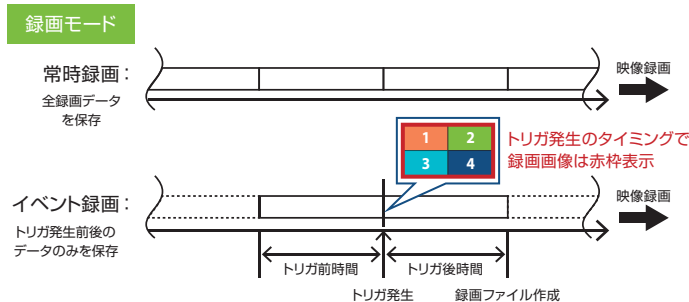 録画モード
常時録画：
全録画データ
を保存
映像録画
1 2
3 4
トリガ発生のタイミングで
録画画像は赤枠表示
イベント録画：
トリガ発生前後の
データのみを保存
映像録画
トリガ前時間 トリガ後時間
トリガ発生 録画ファイル作成